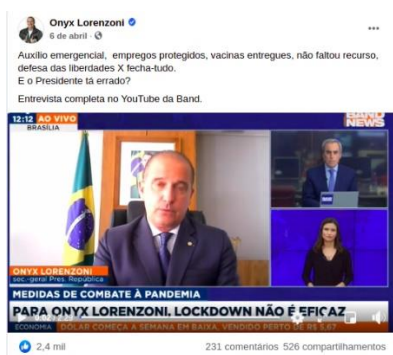 Onyx Lorenzoni
6 de abril ·
Auxílio emergencial, empregos protegidos, vacinas entregues, não faltou recurso,
defesa das liberdades X fecha-tudo.
E o Presidente tá errado?
Entrevista completa no YouTube da Band.
12:12 AO VIVO
BRASÍLIA
BAND
NEWS
ONYX LORENZONI
sec.-geral Pres. República
MEDIDAS DE COMBATE À PANDEMIA
PARA ONYX LORENZONI, LOCKDOWN NÃO É EFICAZ
ECONOMIA DÓLAR COMEÇA A SEMANA EM BAIXA, VENDIDO PERTO DE R$ 5,67
2,4 mil
231 comentários 526 compartilhamentos